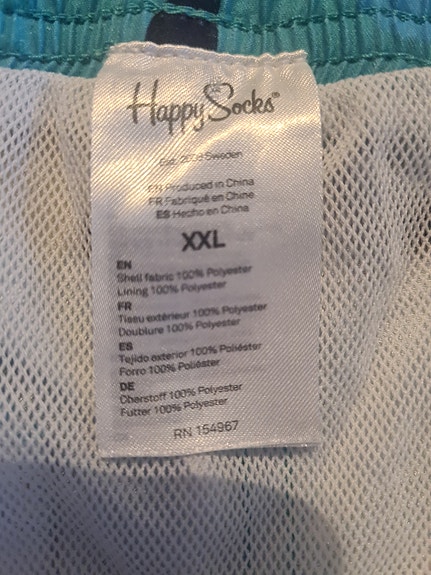 Happy Socks®
Est. 2008 Sweden
EN Produced in China
FR Fabriqué en Chine
ES Hecho en China
XXL
EN
Shell fabric 100% Polyester
Lining 100% Polyester
FR
Tissu extérieur 100% Polyester
Doublure 100% Polyester
ES
Tejido exterior 100% Poliéster
Forro 100% Poliéster
DE
Oberstoff 100% Polyester
Futter 100% Polyester
RN 154967